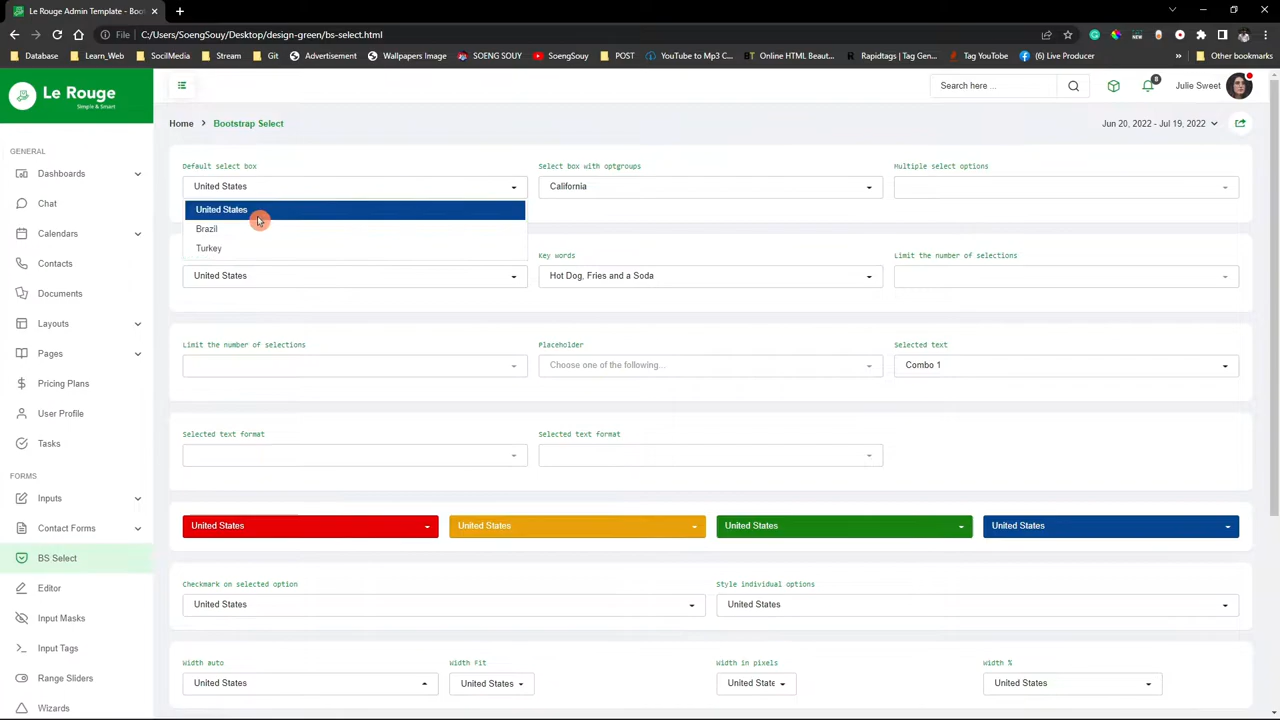 Le Rouge Admin Template - Boo
File C:/Users/SoengSouy/Desktop/design-green/bs-select.html
Database Learn_Web SocilMedia Stream Git Advertisement Wallpapers Image SOENG SOUY SoengSouy POST YouTube to Mp3 C... Online HTML Beaut... Rapidtags | Tag Gen... Tag YouTube (6) Live Producer » Other bookmarks
Le Rouge
Simple & Smart
Search here ...
8
Julie Sweet
Home > Bootstrap Select
Jun 20, 2022 - Jul 19, 2022
GENERAL
Dashboards
Chat
Calendars
Contacts
Documents
Layouts
Pages
Pricing Plans
User Profile
Tasks
FORMS
Inputs
Contact Forms
BS Select
Editor
Input Masks
Input Tags
Range Sliders
Wizards
Default select box
United States
United States
Brazil
Turkey
Select box with optgroups
California
Multiple select options
United States
Key words
Hot Dog, Fries and a Soda
Limit the number of selections
Limit the number of selections
Placeholder
Choose one of the following...
Selected text
Combo 1
Selected text format
Selected text format
United States
United States
United States
United States
Checkmark on selected option
United States
Style individual options
United States
Width auto
United States
Width Fit
United States
Width in pixels
United State
Width %
United States